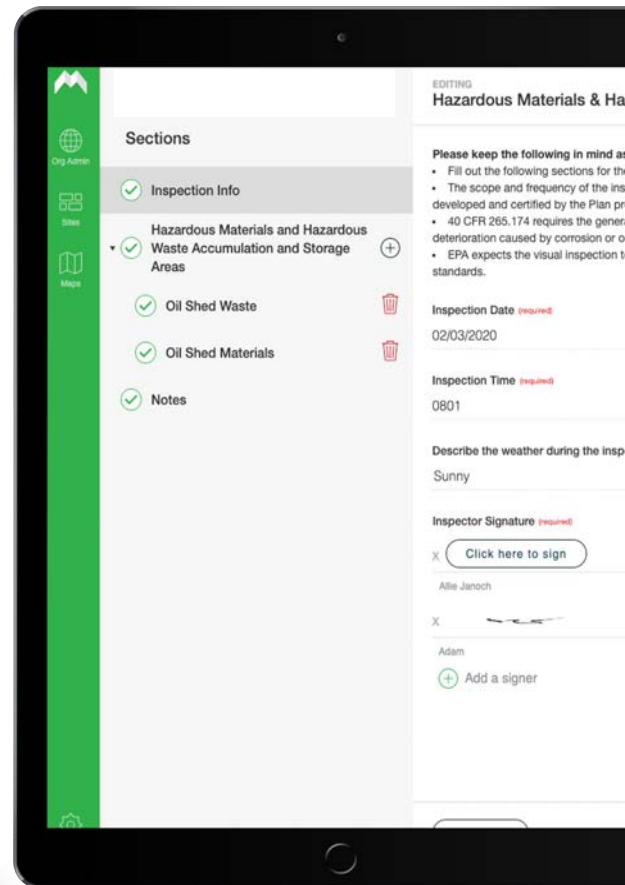 Org Admin
Sites
Maps
Sections
Inspection Info
Hazardous Materials and Hazardous
Waste Accumulation and Storage
Areas
Oil Shed Waste
Oil Shed Materials
Notes
EDITING
Hazardous Materials & Ha
Please keep the following in mind as
• Fill out the following sections for the
• The scope and frequency of the ins
developed and certified by the Plan pr
• 40 CFR 265.174 requires the genera
deterioration caused by corrosion or o
• EPA expects the visual inspection t
standards.
Inspection Date (required)
02/03/2020
Inspection Time (required)
0801
Describe the weather during the insp
Sunny
Inspector Signature (required)
X Click here to sign
Allie Janoch
X
Adam
Add a signer